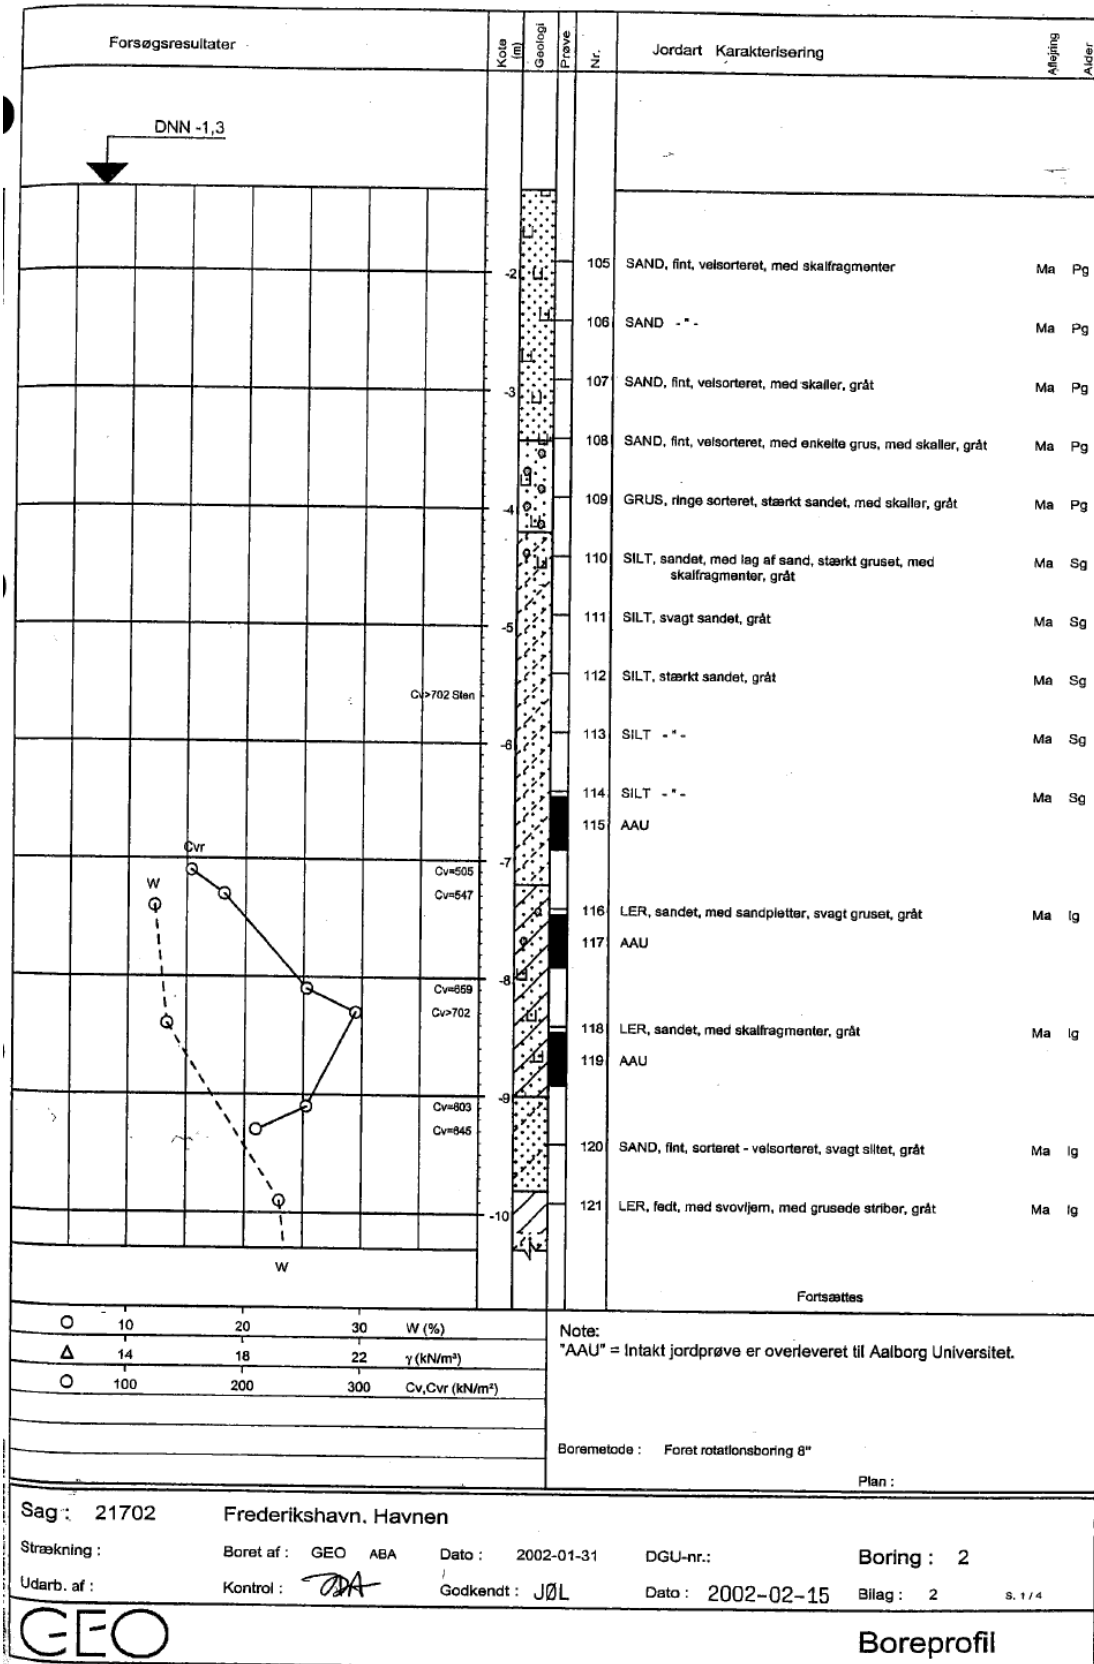 Forsøgsresultater
Kote (m)
Geologi
Prøve
Nr.
Jordart Karakterisering
Aflejring
Alder
DNN -1,3
105 SAND, fint, velsorteret, med skalfragmenter Ma Pg
-2
106 SAND -"- Ma Pg
107 SAND, fint, velsorteret, med skaller, gråt Ma Pg
-3
108 SAND, fint, velsorteret, med enkelte grus, med skaller, gråt Ma Pg
109 GRUS, ringe sorteret, stærkt sandet, med skaller, gråt Ma Pg
-4
110 SILT, sandet, med lag af sand, stærkt gruset, med Ma Sg
skalfragmenter, gråt
111 SILT, svagt sandet, gråt Ma Sg
-5
112 SILT, stærkt sandet, gråt Ma Sg
Cv>702 Sten
113 SILT -"- Ma Sg
-6
114 SILT -"- Ma Sg
115 AAU
Cvr
-7
Cv=505
W
Cv=547
116 LER, sandet, med sandpletter, svagt gruset, gråt Ma Ig
117 AAU
-8
Cv=659
Cv>702
118 LER, sandet, med skalfragmenter, gråt Ma Ig
119 AAU
-9
Cv=603
Cv=645
120 SAND, fint, sorteret - velsorteret, svagt siltet, gråt Ma Ig
121 LER, fedt, med svovljern, med grusede striber, gråt Ma Ig
-10
W
Fortsættes
10 20 30 W (%)
14 18 22 γ (kN/m³)
100 200 300 Cv,Cvr (kN/m²)
Note:
"AAU" = Intakt jordprøve er overleveret til Aalborg Universitet.
Boremetode : Foret rotationsboring 8"
Plan :
Sag : 21702 Frederikshavn. Havnen
Strækning : Boret af : GEO ABA Dato : 2002-01-31 DGU-nr.: Boring : 2
Udarb. af : Kontrol : Godkendt : JØL Dato : 2002-02-15 Bilag : 2 S. 1 / 4
GEO
Boreprofil